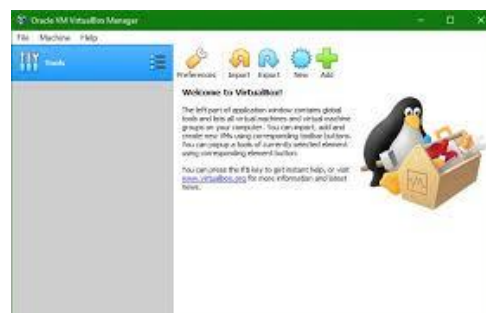 Oracle VM VirtualBox Manager
File Machine Help
Tools
Preferences Import Export New Add
Welcome to VirtualBox!
The left part of application window contains global
tools and lists all virtual machines and virtual machine
groups on your computer. You can import, add and
create new VMs using corresponding toolbar buttons.
You can popup a tools of currently selected element
using corresponding element button.
You can press the F1 key to get instant help, or visit
www.virtualbox.org for more information and latest
news.